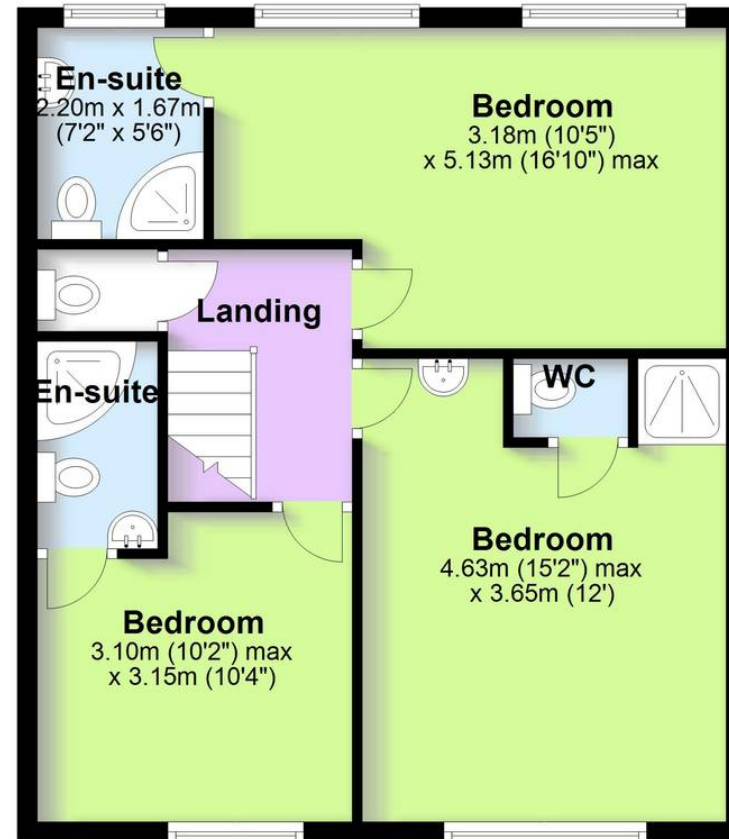 : En-suite
2.20m x 1.67m
(7'2" x 5'6")
Bedroom
3.18m (10'5")
x 5.13m (16'10") max
Landing
En-suite
WC
Bedroom
4.63m (15'2") max
x 3.65m (12')
Bedroom
3.10m (10'2") max
x 3.15m (10'4")